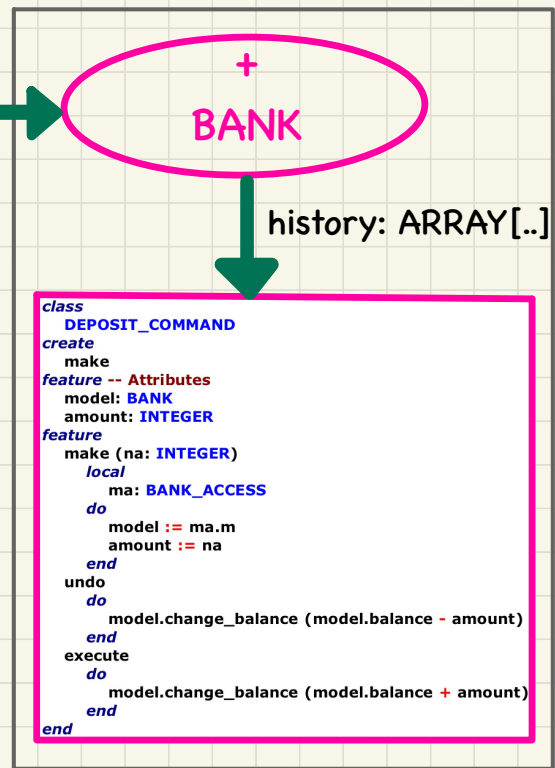 +
BANK
history: ARRAY[..]
class
DEPOSIT_COMMAND
create
make
feature -- Attributes
model: BANK
amount: INTEGER
feature
make (na: INTEGER)
local
ma: BANK_ACCESS
do
model := ma.m
amount := na
end
undo
do
model.change_balance (model.balance - amount)
end
execute
do
model.change_balance (model.balance + amount)
end
end